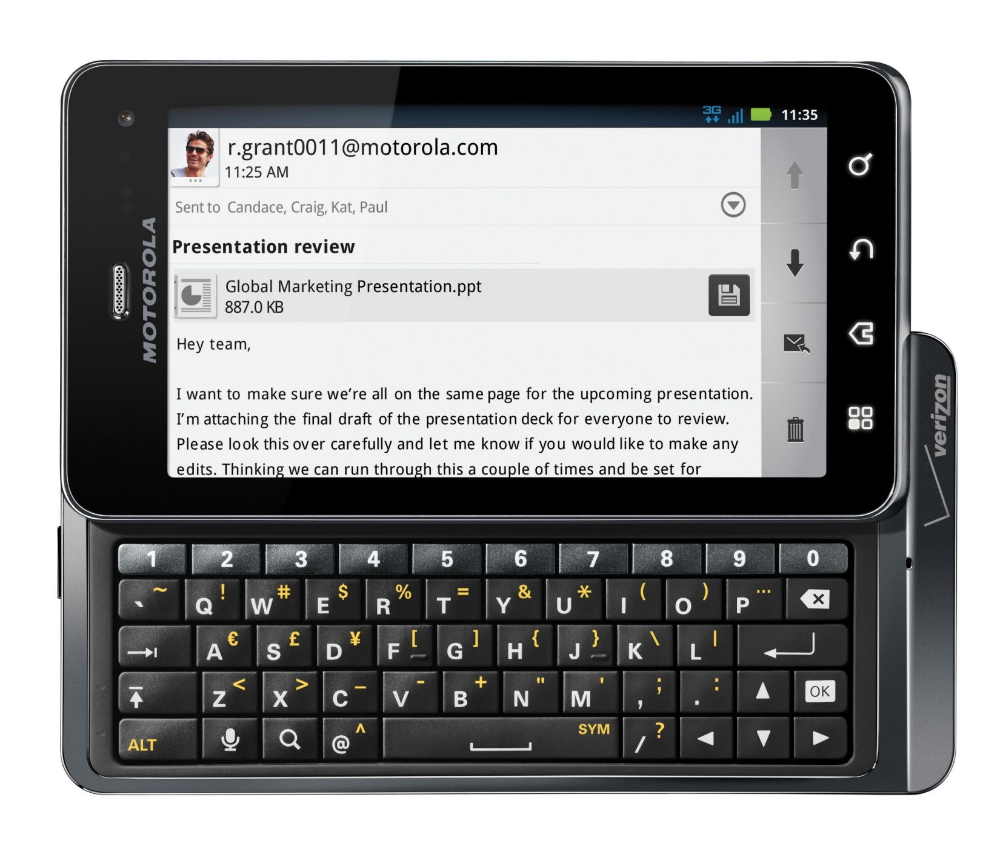 3G 11:35
r.grant0011@motorola.com
11:25 AM
Sent to Candace, Craig, Kat, Paul
Presentation review
Global Marketing Presentation.ppt
887.0 KB
Hey team,
I want to make sure we're all on the same page for the upcoming presentation.
I'm attaching the final draft of the presentation deck for everyone to review.
Please look this over carefully and let me know if you would like to make any
edits. Thinking we can run through this a couple of times and be set for
MOTOROLA
verizon
1 2 3 4 5 6 7 8 9 0
` ~ Q ! W # E $ R % T = Y & U * I ( O ) P ...
A € S £ D ¥ F [ G ] H { J } K \ L |
Z < X > C _ V - B + N " M ' , ; . : OK
ALT @ ^ SYM / ?